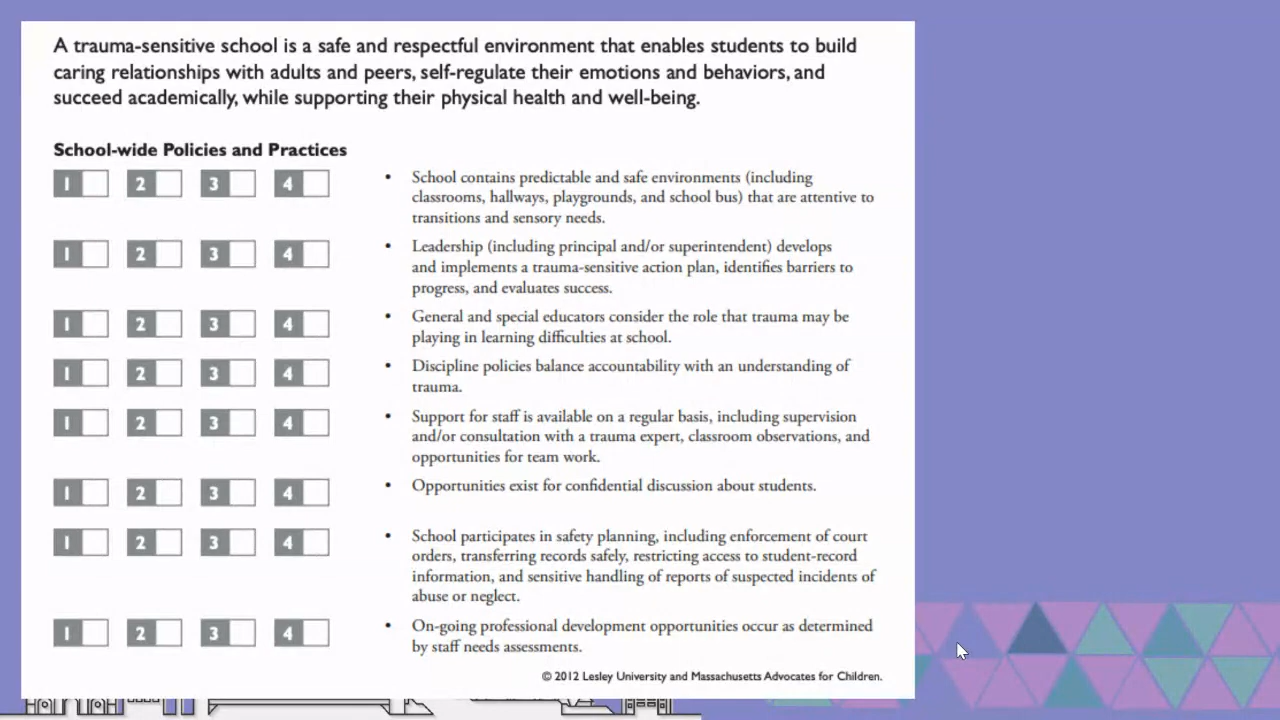 A trauma-sensitive school is a safe and respectful environment that enables students to build
caring relationships with adults and peers, self-regulate their emotions and behaviors, and
succeed academically, while supporting their physical health and well-being.
School-wide Policies and Practices
1 2 3 4 • School contains predictable and safe environments (including
classrooms, hallways, playgrounds, and school bus) that are attentive to
transitions and sensory needs.
1 2 3 4 • Leadership (including principal and/or superintendent) develops
and implements a trauma-sensitive action plan, identifies barriers to
progress, and evaluates success.
1 2 3 4 • General and special educators consider the role that trauma may be
playing in learning difficulties at school.
1 2 3 4 • Discipline policies balance accountability with an understanding of
trauma.
1 2 3 4 • Support for staff is available on a regular basis, including supervision
and/or consultation with a trauma expert, classroom observations, and
opportunities for team work.
1 2 3 4 • Opportunities exist for confidential discussion about students.
1 2 3 4 • School participates in safety planning, including enforcement of court
orders, transferring records safely, restricting access to student-record
information, and sensitive handling of reports of suspected incidents of
abuse or neglect.
1 2 3 4 • On-going professional development opportunities occur as determined
by staff needs assessments.
© 2012 Lesley University and Massachusetts Advocates for Children.